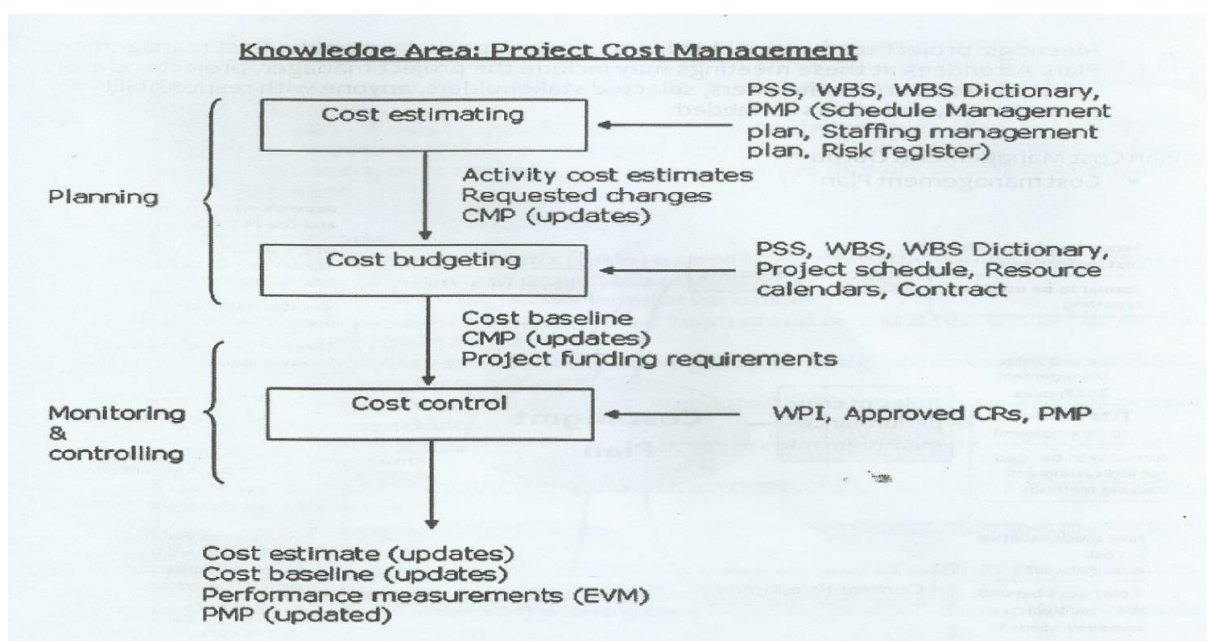 Knowledge Area: Project Cost Management
Cost estimating
PSS, WBS, WBS Dictionary,
PMP (Schedule Management
plan, Staffing management
plan, Risk register)
Planning
Activity cost estimates
Requested changes
CMP (updates)
Cost budgeting
PSS, WBS, WBS Dictionary,
Project schedule, Resource
calendars, Contract
Cost baseline
CMP (updates)
Project funding requirements
Monitoring
&
controlling
Cost control
WPI, Approved CRs, PMP
Cost estimate (updates)
Cost baseline (updates)
Performance measurements (EVM)
PMP (updated)